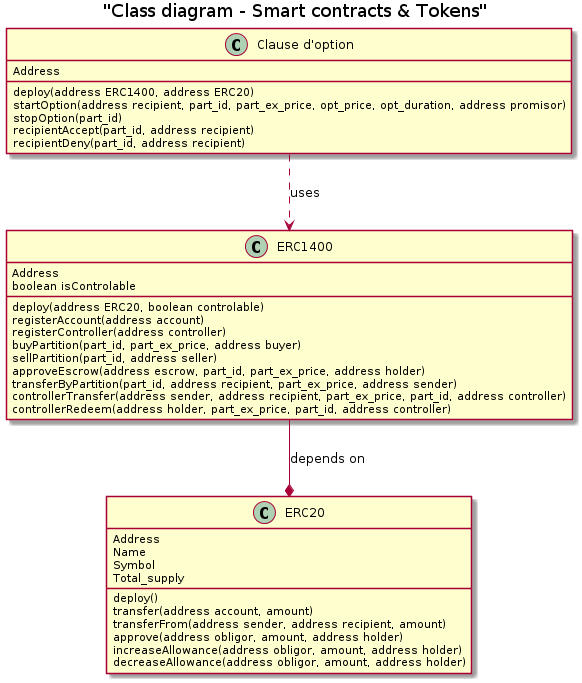 "Class diagram - Smart contracts & Tokens"
C Clause d'option
Address
deploy(address ERC1400, address ERC20)
startOption(address recipient, part_id, part_ex_price, opt_price, opt_duration, address promisor)
stopOption(part_id)
recipientAccept(part_id, address recipient)
recipientDeny(part_id, address recipient)
uses
C ERC1400
Address
boolean isControlable
deploy(address ERC20, boolean controlable)
registerAccount(address account)
registerController(address controller)
buyPartition(part_id, part_ex_price, address buyer)
sellPartition(part_id, address seller)
approveEscrow(address escrow, part_id, part_ex_price, address holder)
transferByPartition(part_id, address recipient, part_ex_price, address sender)
controllerTransfer(address sender, address recipient, part_ex_price, part_id, address controller)
controllerRedeem(address holder, part_ex_price, part_id, address controller)
depends on
C ERC20
Address
Name
Symbol
Total_supply
deploy()
transfer(address account, amount)
transferFrom(address sender, address recipient, amount)
approve(address obligor, amount, address holder)
increaseAllowance(address obligor, amount, address holder)
decreaseAllowance(address obligor, amount, address holder)